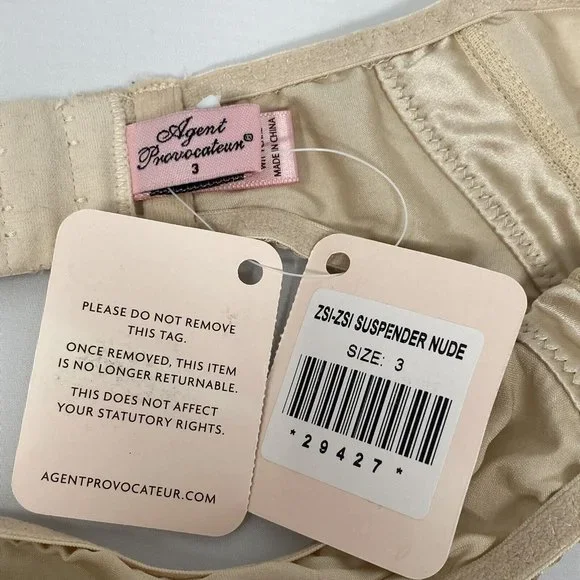 Agent
Provocateur®
3
MADE IN CHINA
PLEASE DO NOT REMOVE
THIS TAG.
ONCE REMOVED, THIS ITEM
IS NO LONGER RETURNABLE.
THIS DOES NOT AFFECT
YOUR STATUTORY RIGHTS.
AGENTPROVOCATEUR.COM
ZSI-ZSI SUSPENDER NUDE
SIZE: 3
*29427*